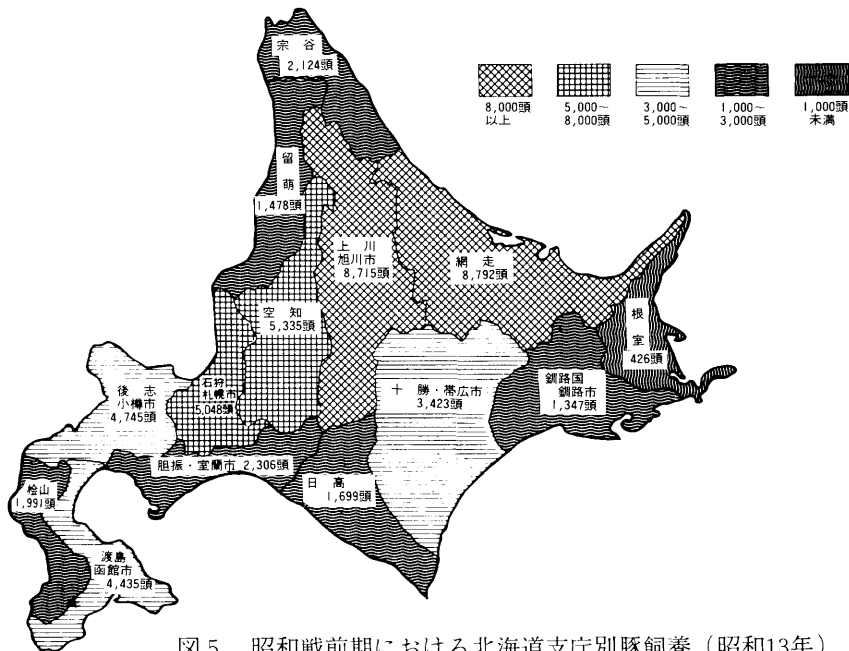 宗谷
2,124頭
8,000頭
以上
5,000〜
8,000頭
3,000〜
5,000頭
1,000〜
3,000頭
1,000頭
未満
留
萌
1,478頭
上川
旭川市
8,715頭
網走
8,792頭
空知
5,335頭
根
室
426頭
石狩
札幌市
5,048頭
後志
小樽市
4,745頭
十勝・帯広市
3,423頭
釧路国
釧路市
1,347頭
胆振・室蘭市 2,306頭
日高
1,699頭
桧山
1,991頭
渡島
函館市
4,435頭
図5 昭和戦前期における北海道支庁別豚飼養(昭和13年)